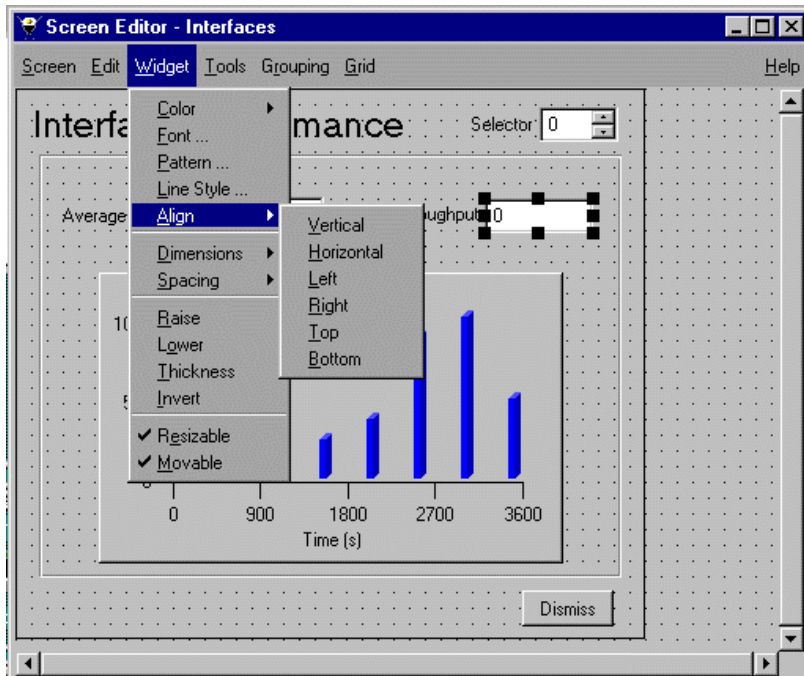 Screen Editor - Interfaces
Screen Edit Widget Tools Grouping Grid Help
Interfa mance
Selector: 0
Color
Font ...
Pattern ...
Line Style ...
Align
Dimensions
Spacing
Raise
Lower
Thickness
Invert
Resizable
Movable
Vertical
Horizontal
Left
Right
Top
Bottom
Average
ughput 0
10
5
0
0 900 1800 2700 3600
Time (s)
Dismiss